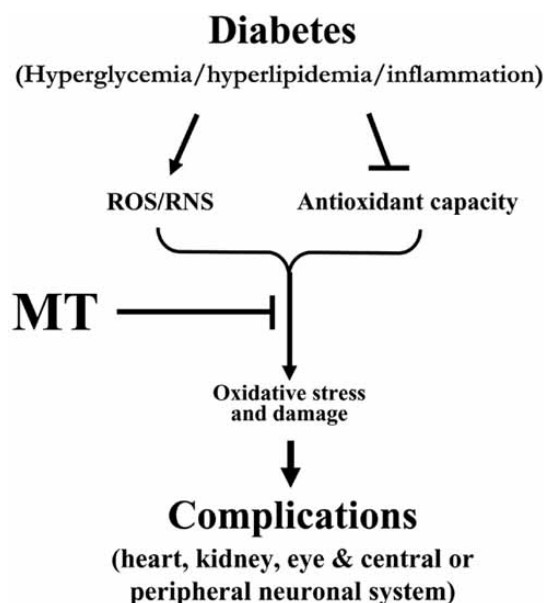 Diabetes
(Hyperglycemia/hyperlipidemia/inflammation)
ROS/RNS
Antioxidant capacity
MT
Oxidative stress
and damage
Complications
(heart, kidney, eye & central or
peripheral neuronal system)